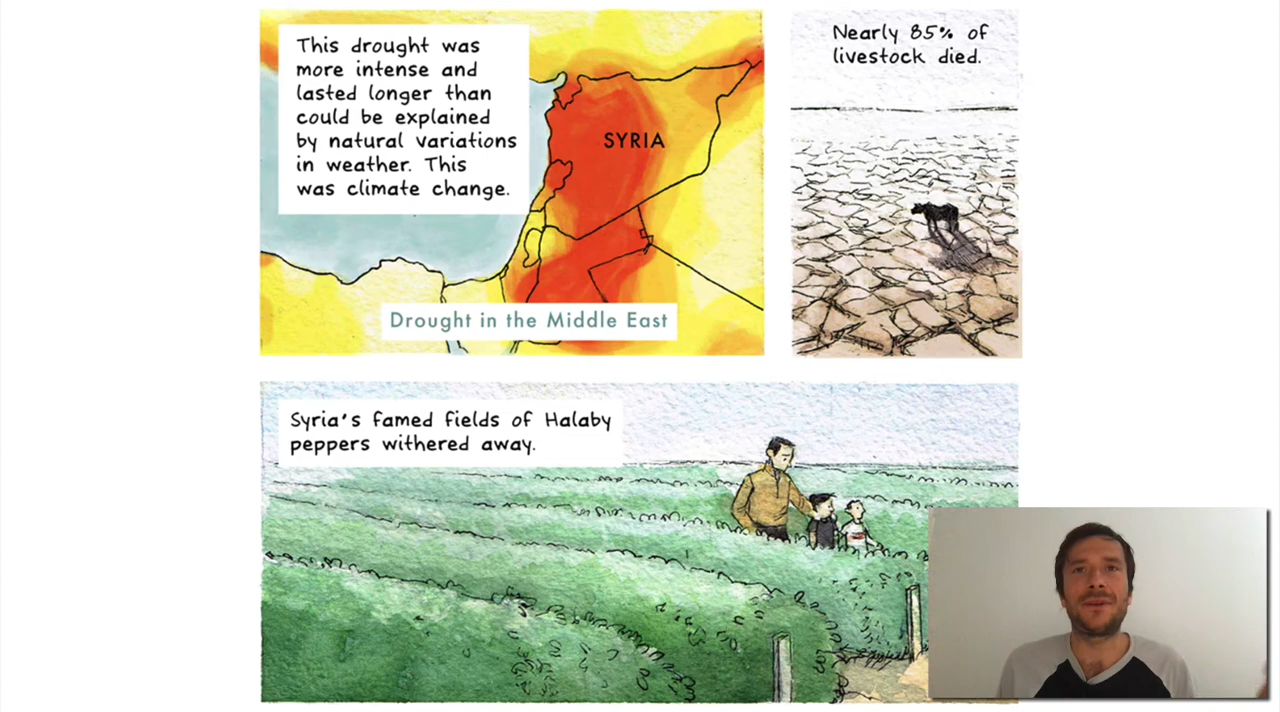 This drought was
more intense and
lasted longer than
could be explained
by natural variations
in weather. This
was climate change.
SYRIA
Drought in the Middle East
Nearly 85% of
livestock died.
Syria's famed fields of Halaby
peppers withered away.